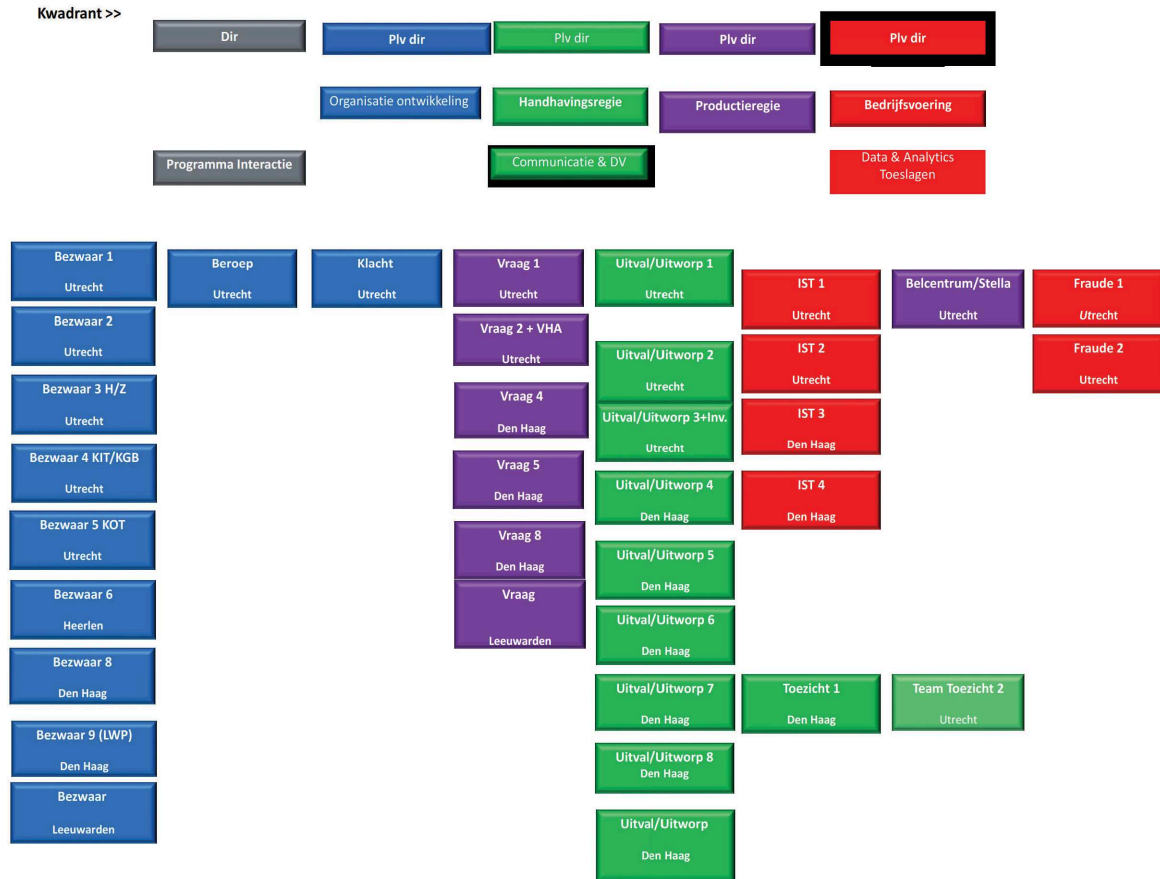 Kwadrant >>
Dir
Plv dir
Plv dir
Plv dir
Plv dir
Organisatie ontwikkeling
Handhavingsregie
Productieregie
Bedrijfsvoering
Programma Interactie
Communicatie & DV
Data & Analytics
Toeslagen
Bezwaar 1
Utrecht
Beroep
Utrecht
Klacht
Utrecht
Vraag 1
Utrecht
Uitval/Uitworp 1
Utrecht
IST 1
Utrecht
Belcentrum/Stella
Utrecht
Fraude 1
Utrecht
Bezwaar 2
Utrecht
Vraag 2 + VHA
Utrecht
Uitval/Uitworp 2
Utrecht
IST 2
Utrecht
Fraude 2
Utrecht
Bezwaar 3 H/Z
Utrecht
Vraag 4
Den Haag
Uitval/Uitworp 3+Inv.
Utrecht
IST 3
Den Haag
Bezwaar 4 KIT/KGB
Utrecht
Vraag 5
Den Haag
Uitval/Uitworp 4
Den Haag
IST 4
Den Haag
Bezwaar 5 KOT
Utrecht
Vraag 8
Den Haag
Uitval/Uitworp 5
Den Haag
Bezwaar 6
Heerlen
Vraag
Leeuwarden
Uitval/Uitworp 6
Den Haag
Bezwaar 8
Den Haag
Uitval/Uitworp 7
Den Haag
Toezicht 1
Den Haag
Team Toezicht 2
Utrecht
Bezwaar 9 (LWP)
Den Haag
Uitval/Uitworp 8
Den Haag
Bezwaar
Leeuwarden
Uitval/Uitworp
Den Haag